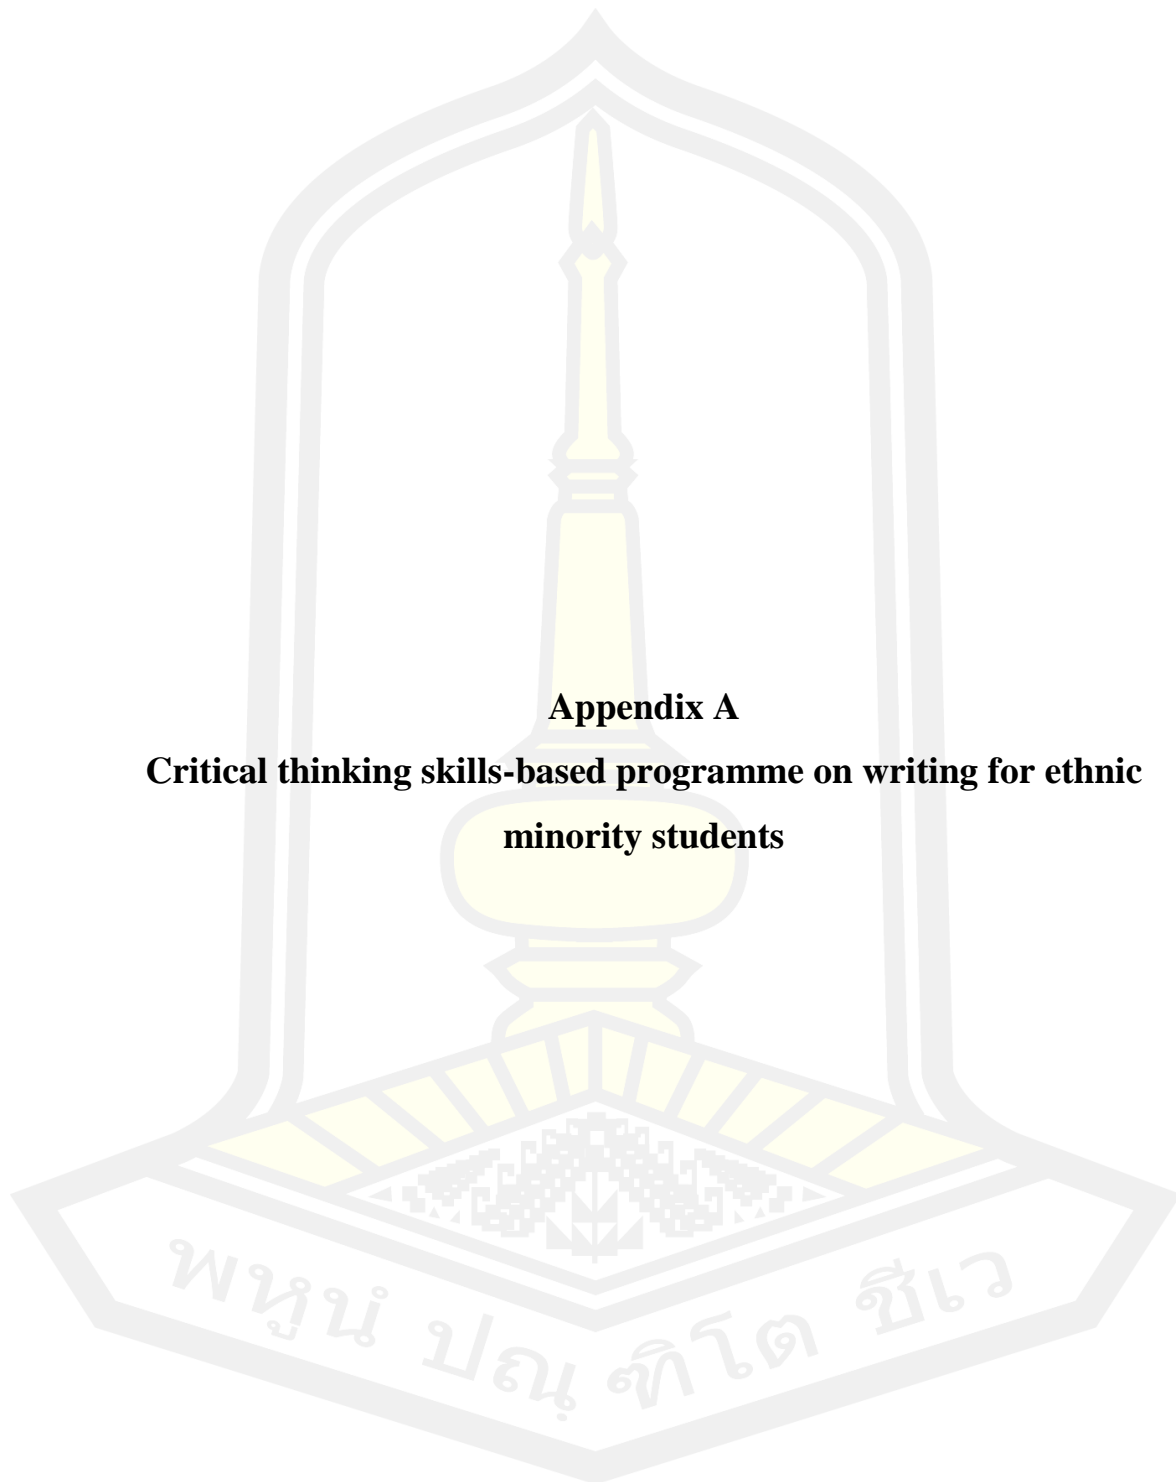 Appendix A
Critical thinking skills-based programme on writing for ethnic
minority students
พหูนํ ปณฺฑิโต ชีเว